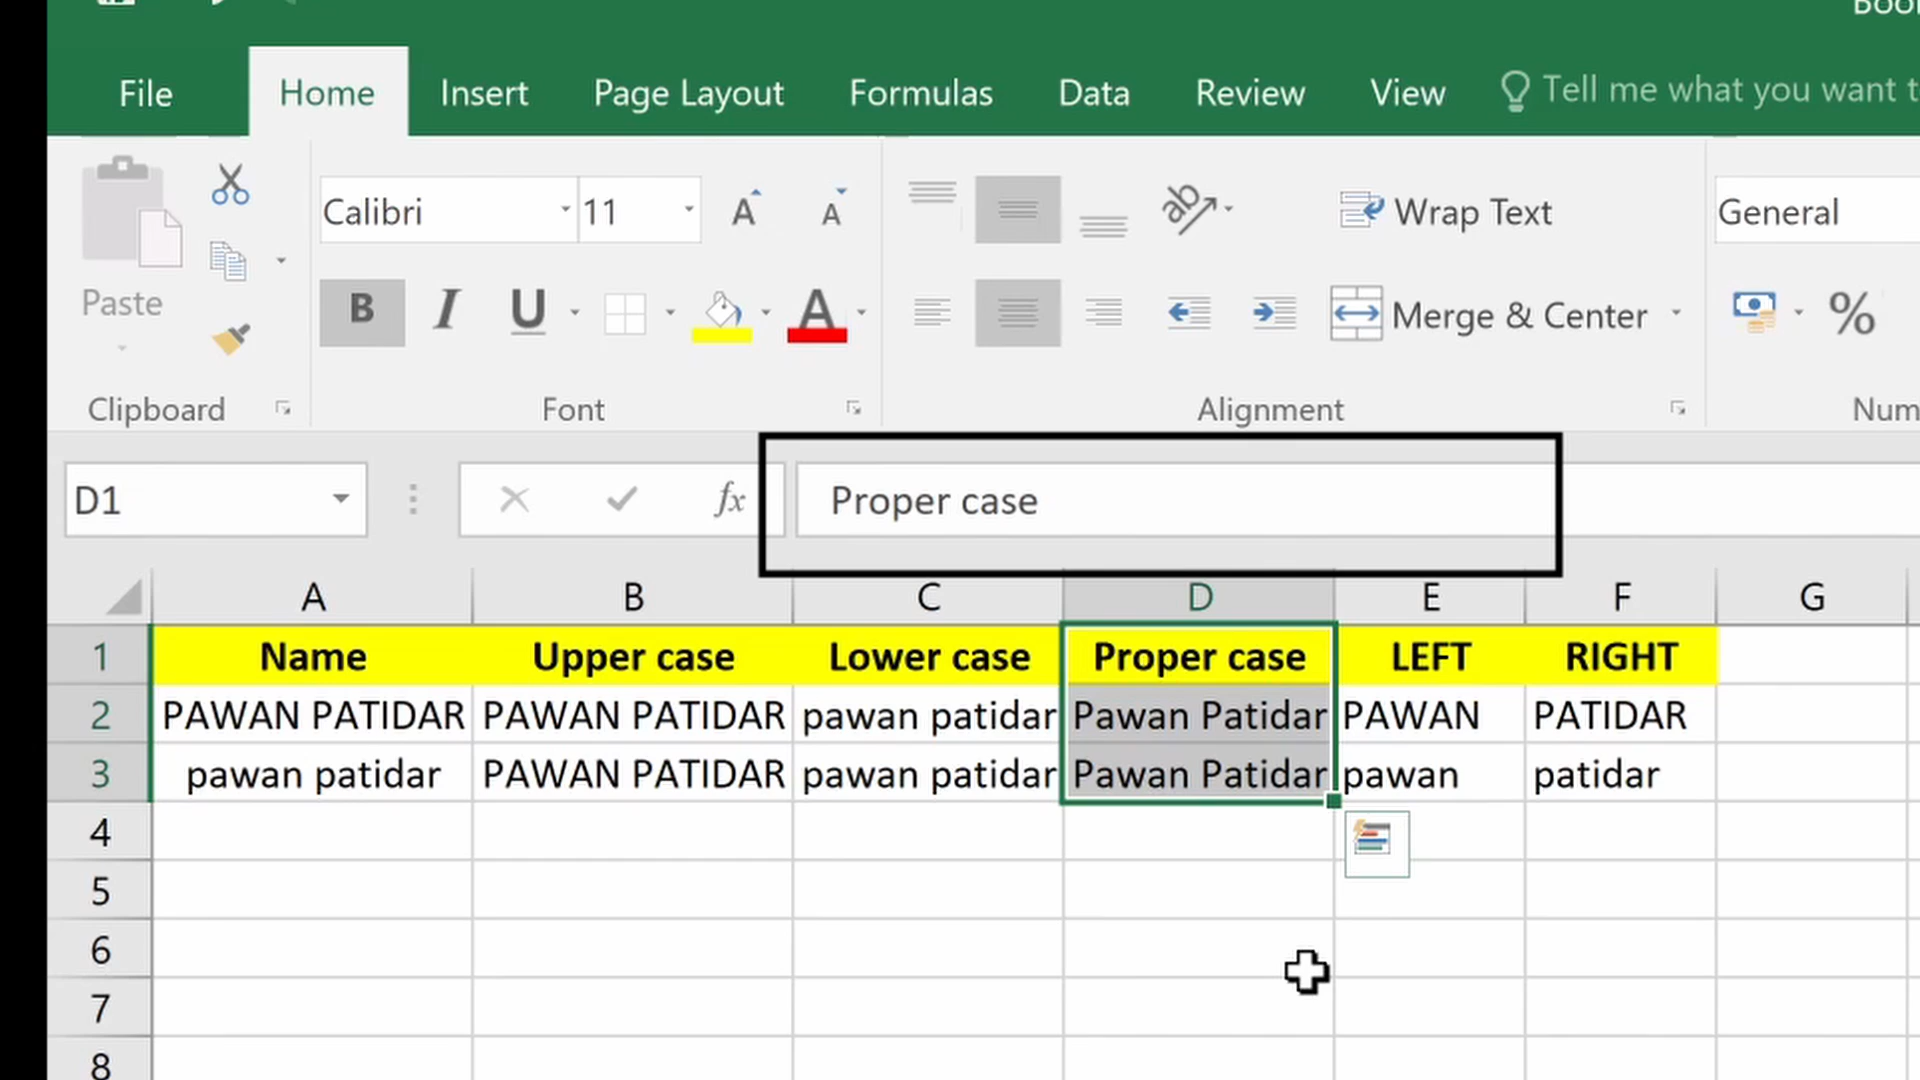 File Home Insert Page Layout Formulas Data Review View Tell me what you want
Calibri 11 A A ab Wrap Text General
Paste B I U A Merge & Center %
Clipboard Font Alignment
D1 fx Proper case
A B C D E F G
1 Name Upper case Lower case Proper case LEFT RIGHT
2 PAWAN PATIDAR PAWAN PATIDAR pawan patidar Pawan Patidar PAWAN PATIDAR
3 pawan patidar PAWAN PATIDAR pawan patidar Pawan Patidar pawan patidar
4
5
6
7
8